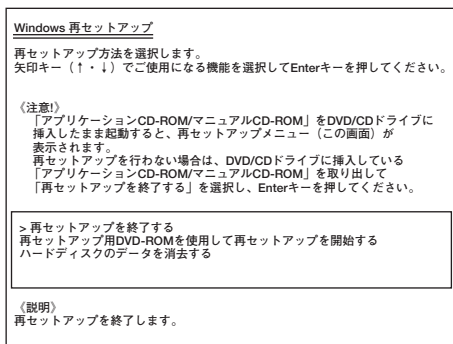 Windows 再セットアップ
再セットアップ方法を選択します。
矢印キー（↑・↓）でご使用になる機能を選択してEnterキーを押してください。
《注意!》
「アプリケーションCD-ROM/マニュアルCD-ROM」をDVD/CDドライブに
挿入したまま起動すると、再セットアップメニュー（この画面）が
表示されます。
再セットアップを行わない場合は、DVD/CDドライブに挿入している
「アプリケーションCD-ROM/マニュアルCD-ROM」を取り出して
「再セットアップを終了する」を選択し、Enterキーを押してください。
> 再セットアップを終了する
再セットアップ用DVD-ROMを使用して再セットアップを開始する
ハードディスクのデータを消去する
《説明》
再セットアップを終了します。